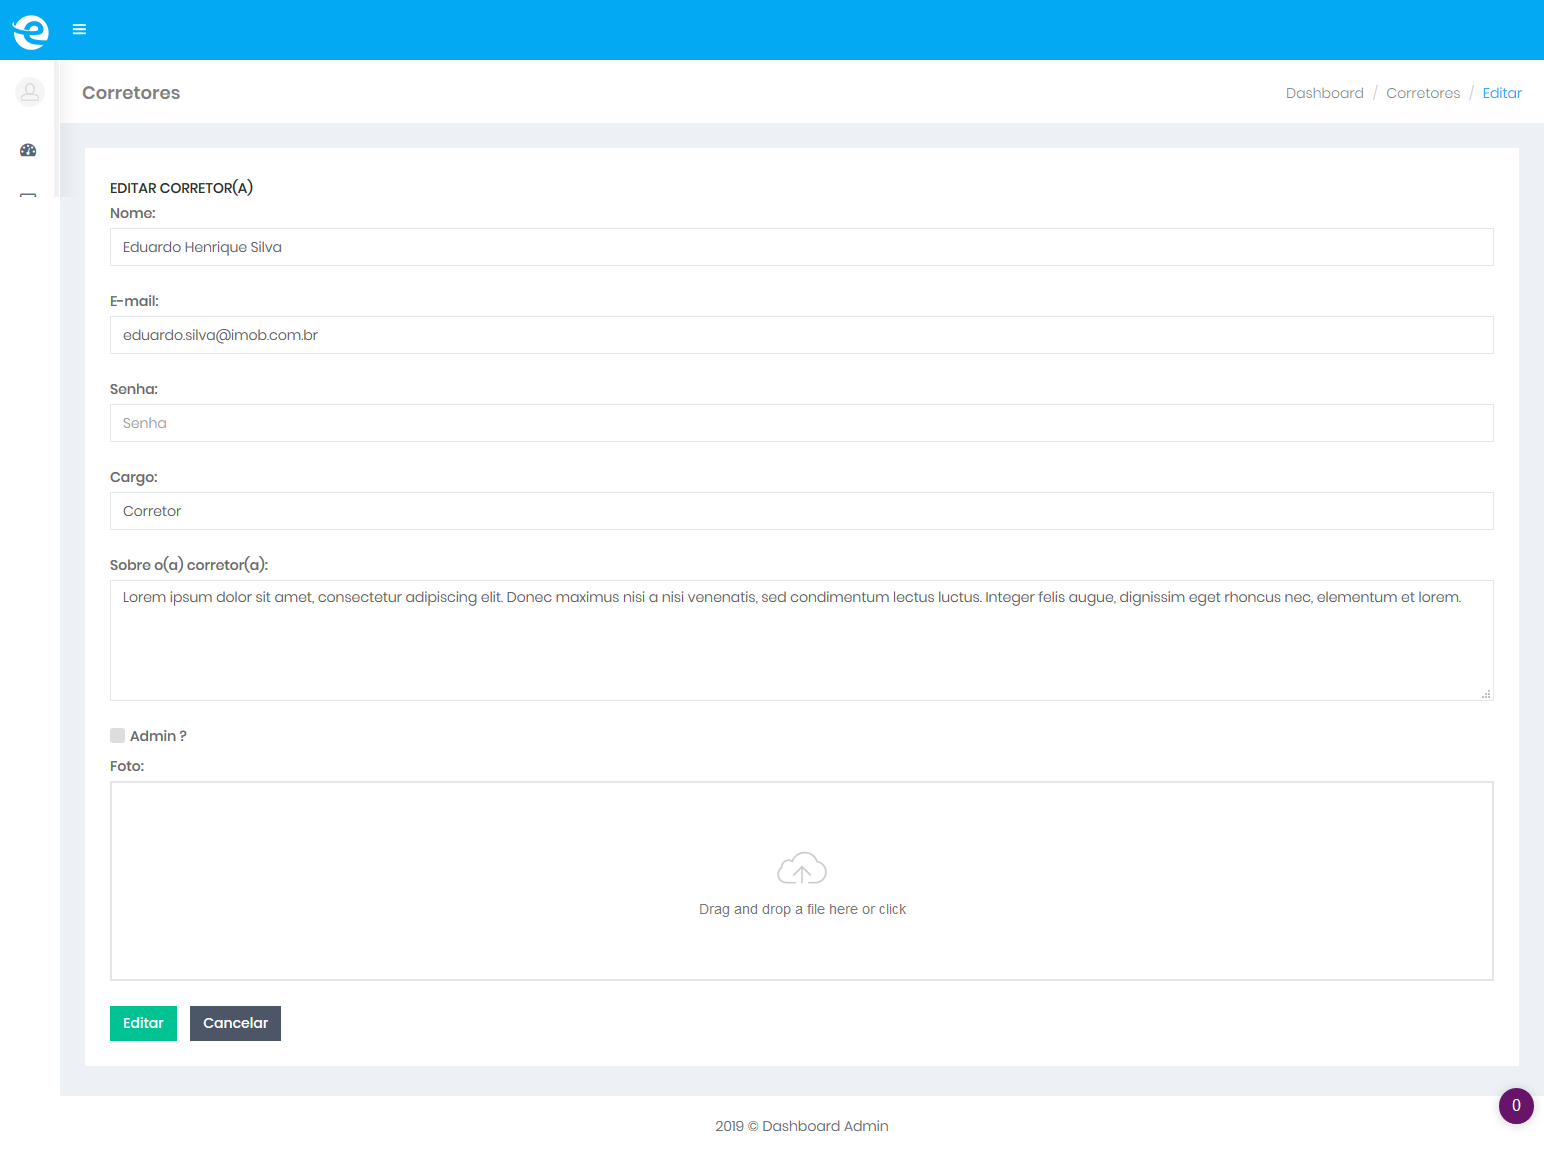 Corretores
Dashboard / Corretores / Editar
EDITAR CORRETOR(A)
Nome:
Eduardo Henrique Silva
E-mail:
eduardo.silva@imob.com.br
Senha:
Senha
Cargo:
Corretor
Sobre o(a) corretor(a):
Lorem ipsum dolor sit amet, consectetur adipiscing elit. Donec maximus nisi a nisi venenatis, sed condimentum lectus luctus. Integer felis augue, dignissim eget rhoncus nec, elementum et lorem.
Admin ?
Foto:
Drag and drop a file here or click
Editar Cancelar
0
2019 © Dashboard Admin